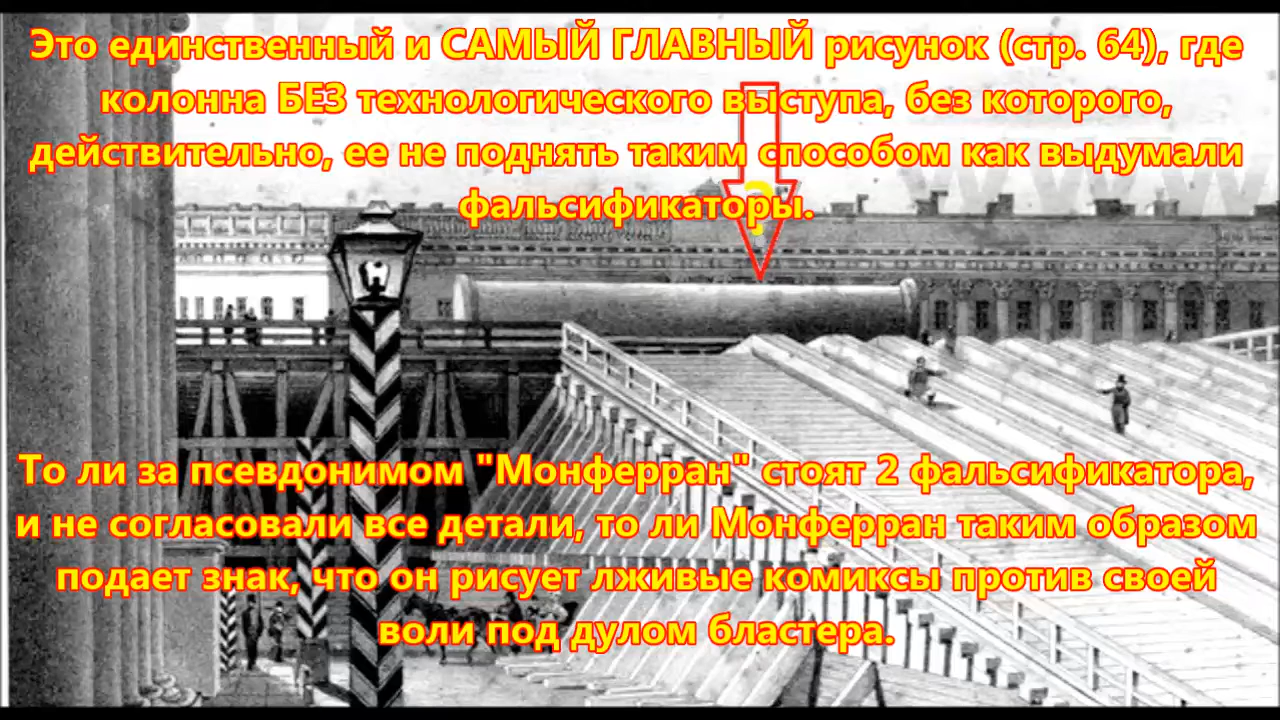 Это единственный и САМЫЙ ГЛАВНЫЙ рисунок (стр. 64), где
колонна БЕЗ технологического выступа, без которого,
действительно, ее не поднять таким способом как выдумали
фальсификаторы.
?
То ли за псевдонимом "Монферран" стоят 2 фальсификатора,
и не согласовали все детали, то ли Монферран таким образом
подает знак, что он рисует лживые комиксы против своей
воли под дулом бластера.